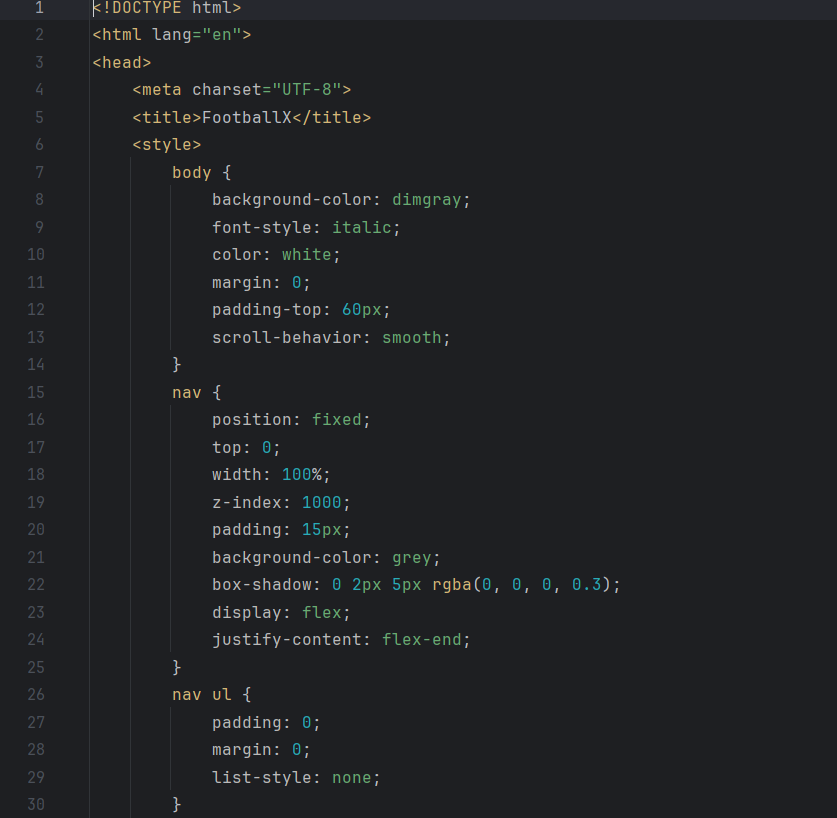 1 <!DOCTYPE html>
2 <html lang="en">
3 <head>
4 <meta charset="UTF-8">
5 <title>FootballX</title>
6 <style>
7 body {
8 background-color: dimgray;
9 font-style: italic;
10 color: white;
11 margin: 0;
12 padding-top: 60px;
13 scroll-behavior: smooth;
14 }
15 nav {
16 position: fixed;
17 top: 0;
18 width: 100%;
19 z-index: 1000;
20 padding: 15px;
21 background-color: grey;
22 box-shadow: 0 2px 5px rgba(0, 0, 0, 0.3);
23 display: flex;
24 justify-content: flex-end;
25 }
26 nav ul {
27 padding: 0;
28 margin: 0;
29 list-style: none;
30 }